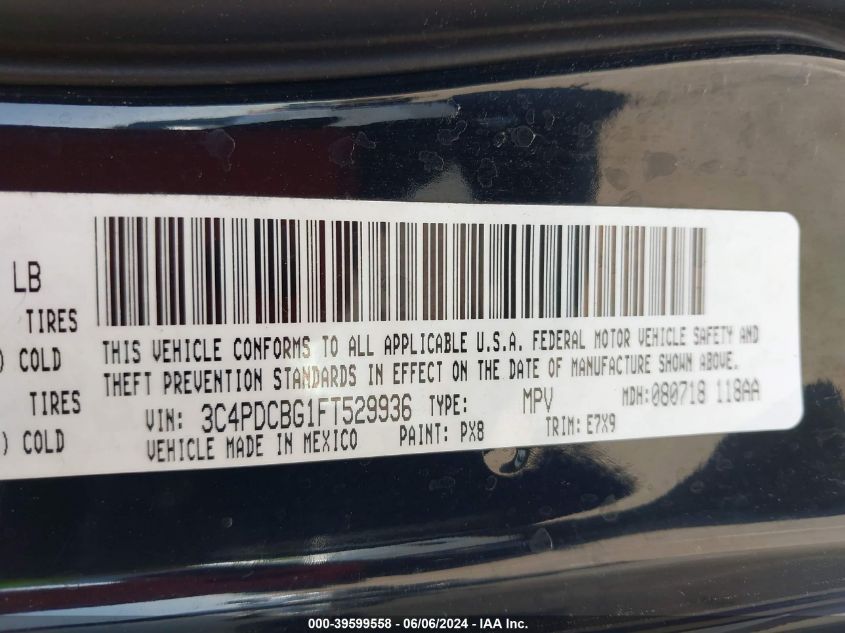 LB
TIRES
) COLD
TIRES
) COLD
THIS VEHICLE CONFORMS TO ALL APPLICABLE U.S.A. FEDERAL MOTOR VEHICLE SAFETY AND
THEFT PREVENTION STANDARDS IN EFFECT ON THE DATE OF MANUFACTURE SHOWN ABOVE.
VIN: 3C4PDCBG1FT529936 TYPE: MPV MDH:080718 118AA
VEHICLE MADE IN MEXICO PAINT: PX8 TRIM: E7X9
000-39599558 - 06/06/2024 - IAA Inc.